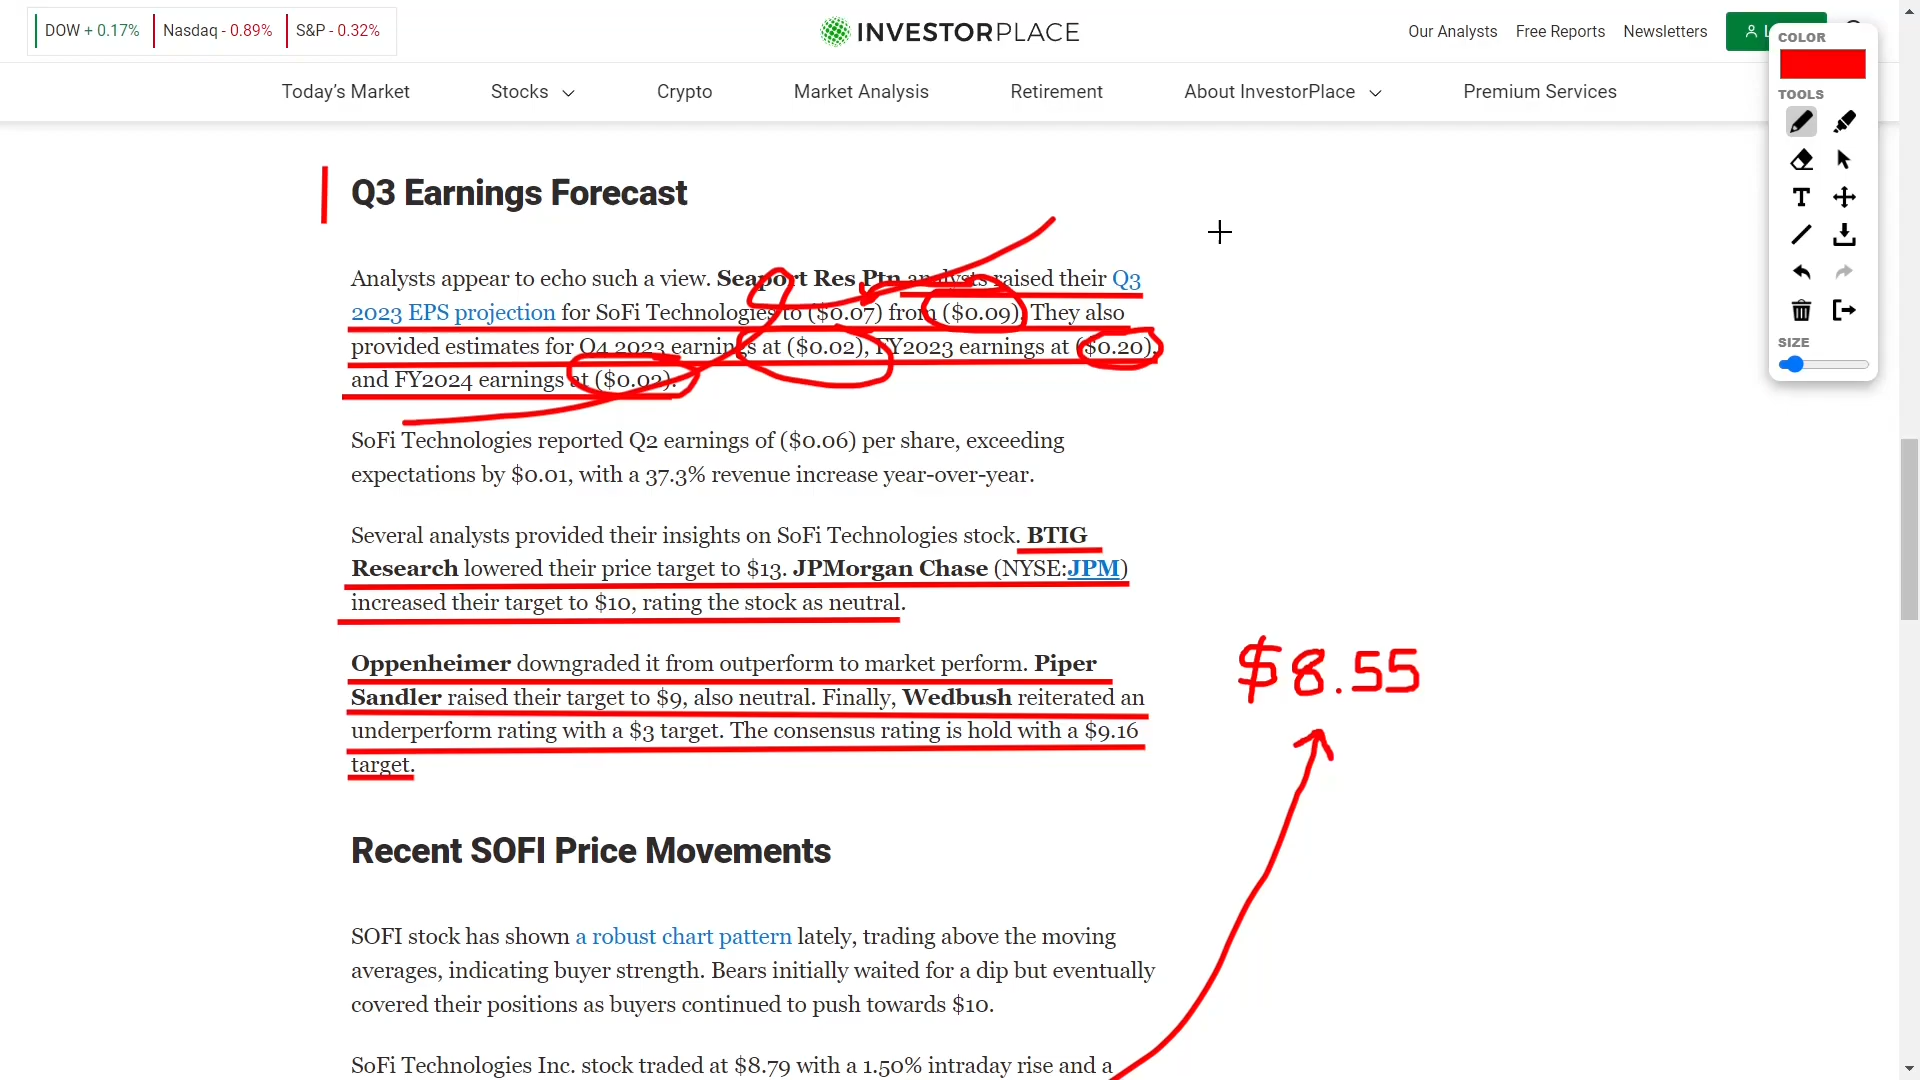 DOW + 0.17% Nasdaq - 0.89% S&P - 0.32%
INVESTORPLACE
Our Analysts Free Reports Newsletters
COLOR
TOOLS
T
SIZE
Today’s Market Stocks Crypto Market Analysis Retirement About InvestorPlace Premium Services
Q3 Earnings Forecast
Analysts appear to echo such a view. Seaport Res Ptn analysts raised their Q3
2023 EPS projection for SoFi Technologies to ($0.07) from ($0.09). They also
provided estimates for Q4 2023 earnings at ($0.02), FY2023 earnings at ($0.20),
and FY2024 earnings at ($0.02).
SoFi Technologies reported Q2 earnings of ($0.06) per share, exceeding
expectations by $0.01, with a 37.3% revenue increase year-over-year.
Several analysts provided their insights on SoFi Technologies stock. BTIG
Research lowered their price target to $13. JPMorgan Chase (NYSE:JPM)
increased their target to $10, rating the stock as neutral.
Oppenheimer downgraded it from outperform to market perform. Piper
Sandler raised their target to $9, also neutral. Finally, Wedbush reiterated an
underperform rating with a $3 target. The consensus rating is hold with a $9.16
target.
$8.55
Recent SOFI Price Movements
SOFI stock has shown a robust chart pattern lately, trading above the moving
averages, indicating buyer strength. Bears initially waited for a dip but eventually
covered their positions as buyers continued to push towards $10.
SoFi Technologies Inc. stock traded at $8.79 with a 1.50% intraday rise and a